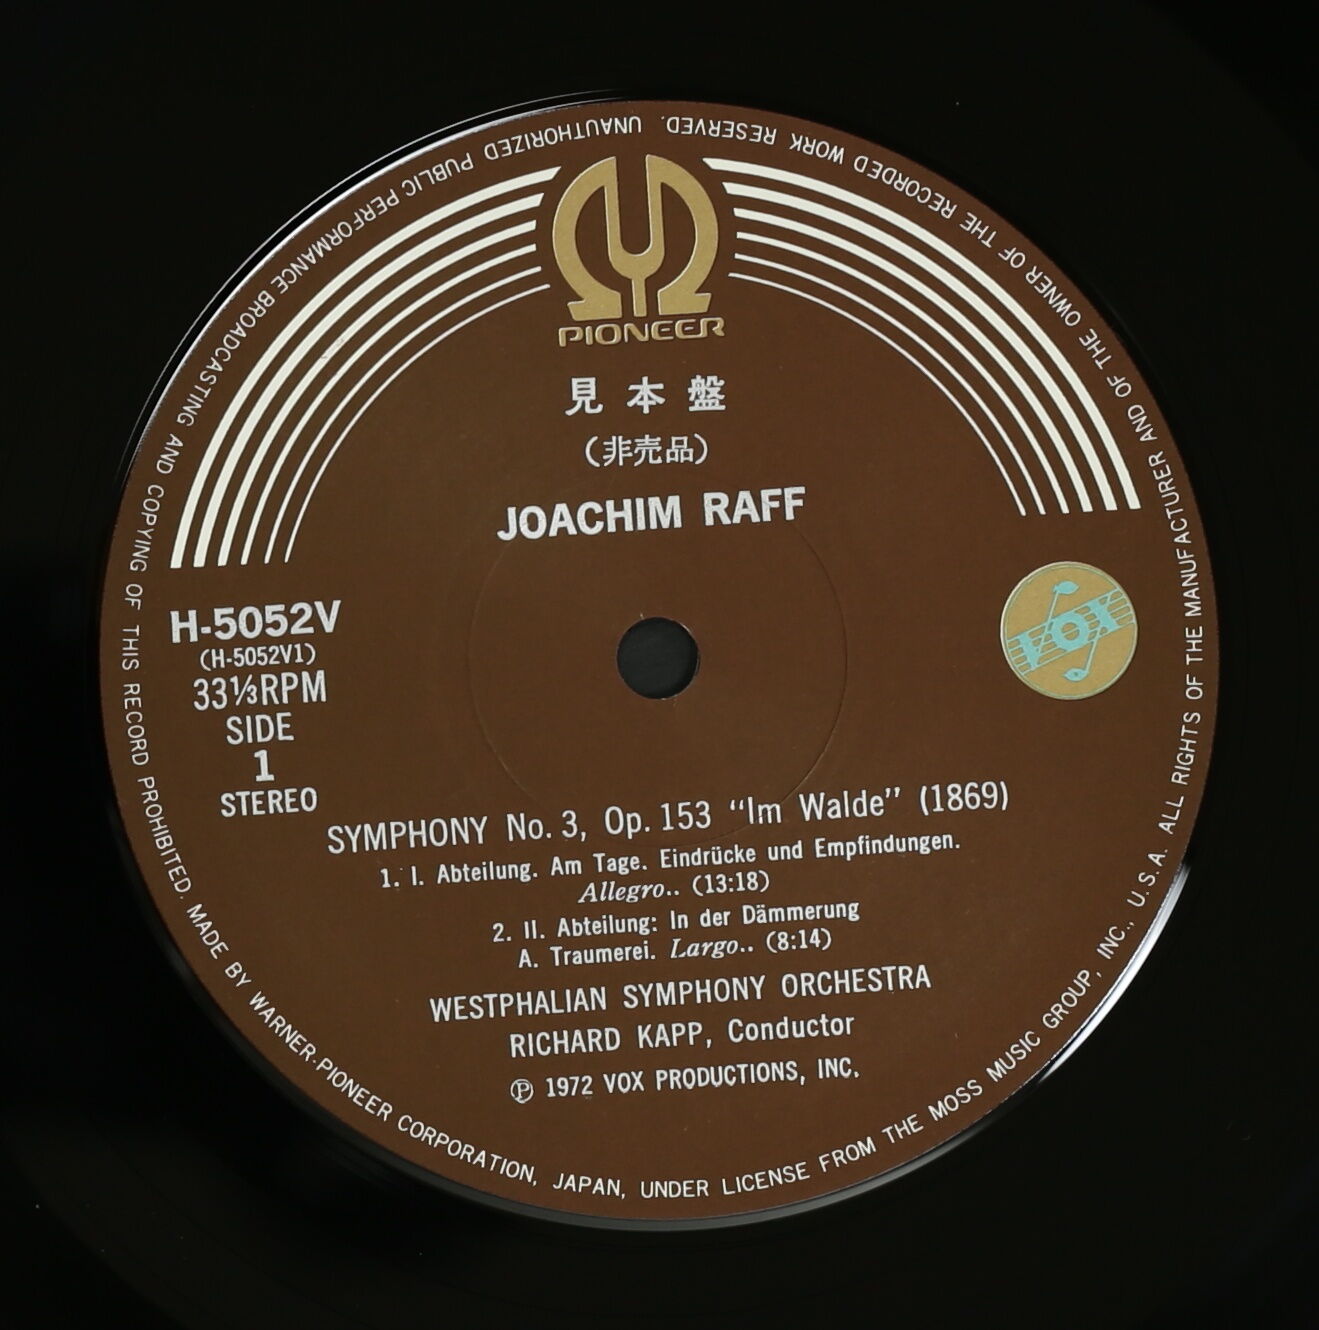 PIONEER
見本盤
(非売品)
JOACHIM RAFF
H-5052V
(H-5052V1)
33⅓RPM
SIDE
1
STEREO
VOX
SYMPHONY No. 3, Op. 153 “Im Walde” (1869)
1. I. Abteilung. Am Tage. Eindrücke und Empfindungen.
Allegro.. (13:18)
2. II. Abteilung: In der Dämmerung
A. Traumerei. Largo.. (8:14)
WESTPHALIAN SYMPHONY ORCHESTRA
RICHARD KAPP, Conductor
Ⓟ 1972 VOX PRODUCTIONS, INC.
MADE BY WARNER-PIONEER CORPORATION, JAPAN, UNDER LICENSE FROM THE MOSS MUSIC GROUP, INC., U.S.A. ALL RIGHTS OF THE MANUFACTURER AND OF THE OWNER OF THE RECORDED WORK RESERVED. UNAUTHORIZED PUBLIC PERFORMANCE BROADCASTING AND COPYING OF THIS RECORD PROHIBITED.